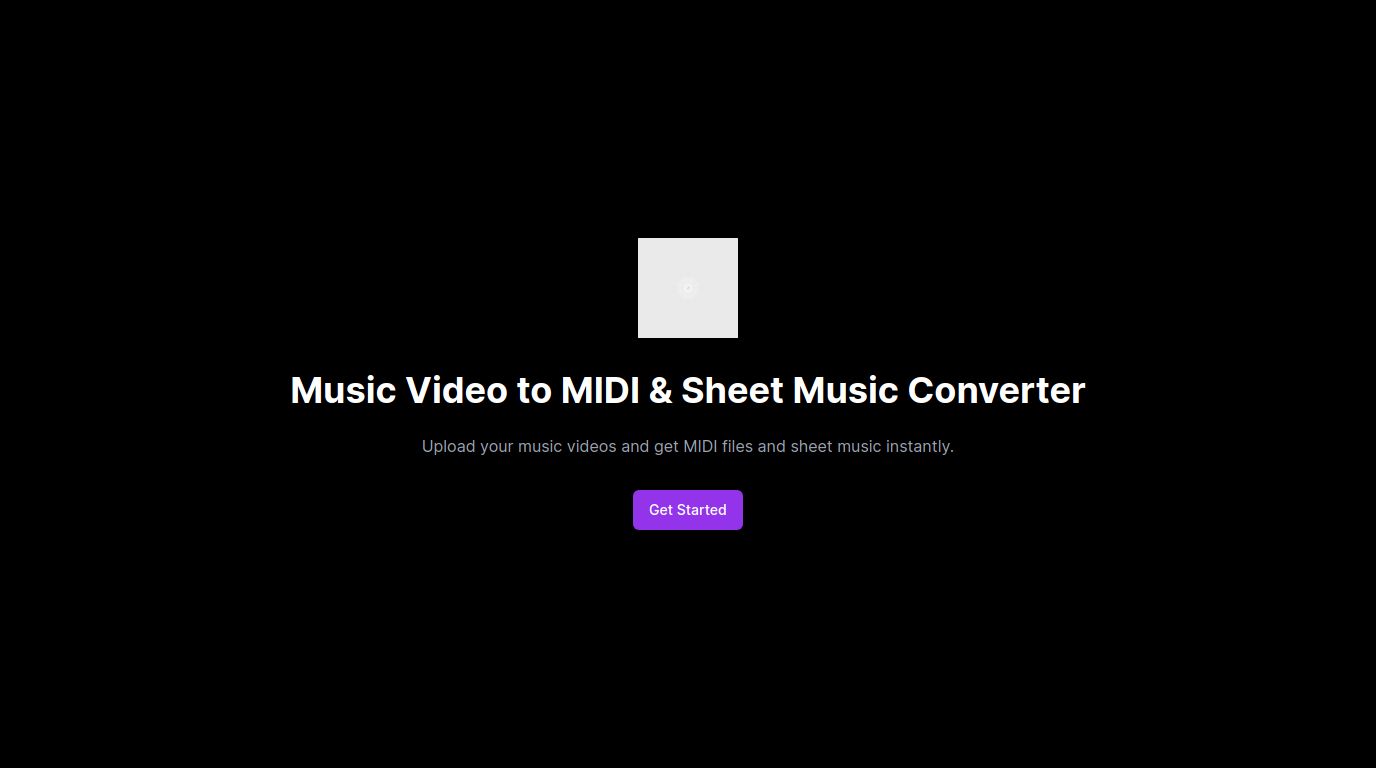 Music Video to MIDI & Sheet Music Converter
Upload your music videos and get MIDI files and sheet music instantly.
Get Started